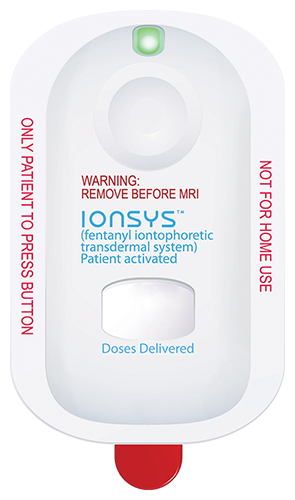 WARNING:
REMOVE BEFORE MRI
IONSYS™
(fentanyl iontophoretic
transdermal system)
Patient activated
Doses Delivered
ONLY PATIENT TO PRESS BUTTON
NOT FOR HOME USE